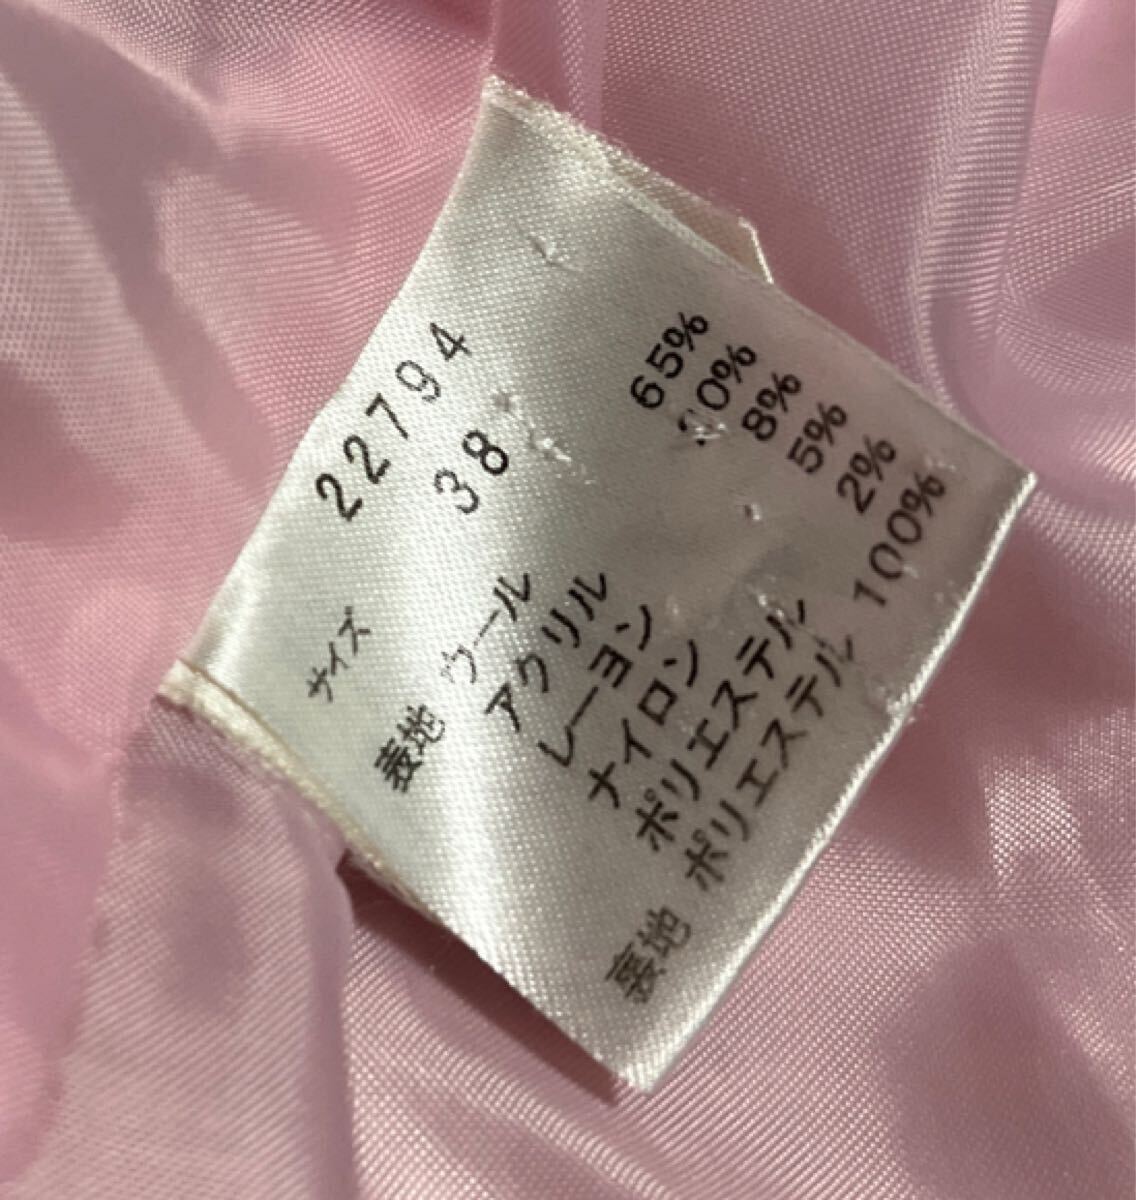 22794
サイズ 38
表地 ウール 65%
アクリル 20%
レーヨン 8%
ナイロン 5%
ポリエステル 2%
裏地 ポリエステル 100%